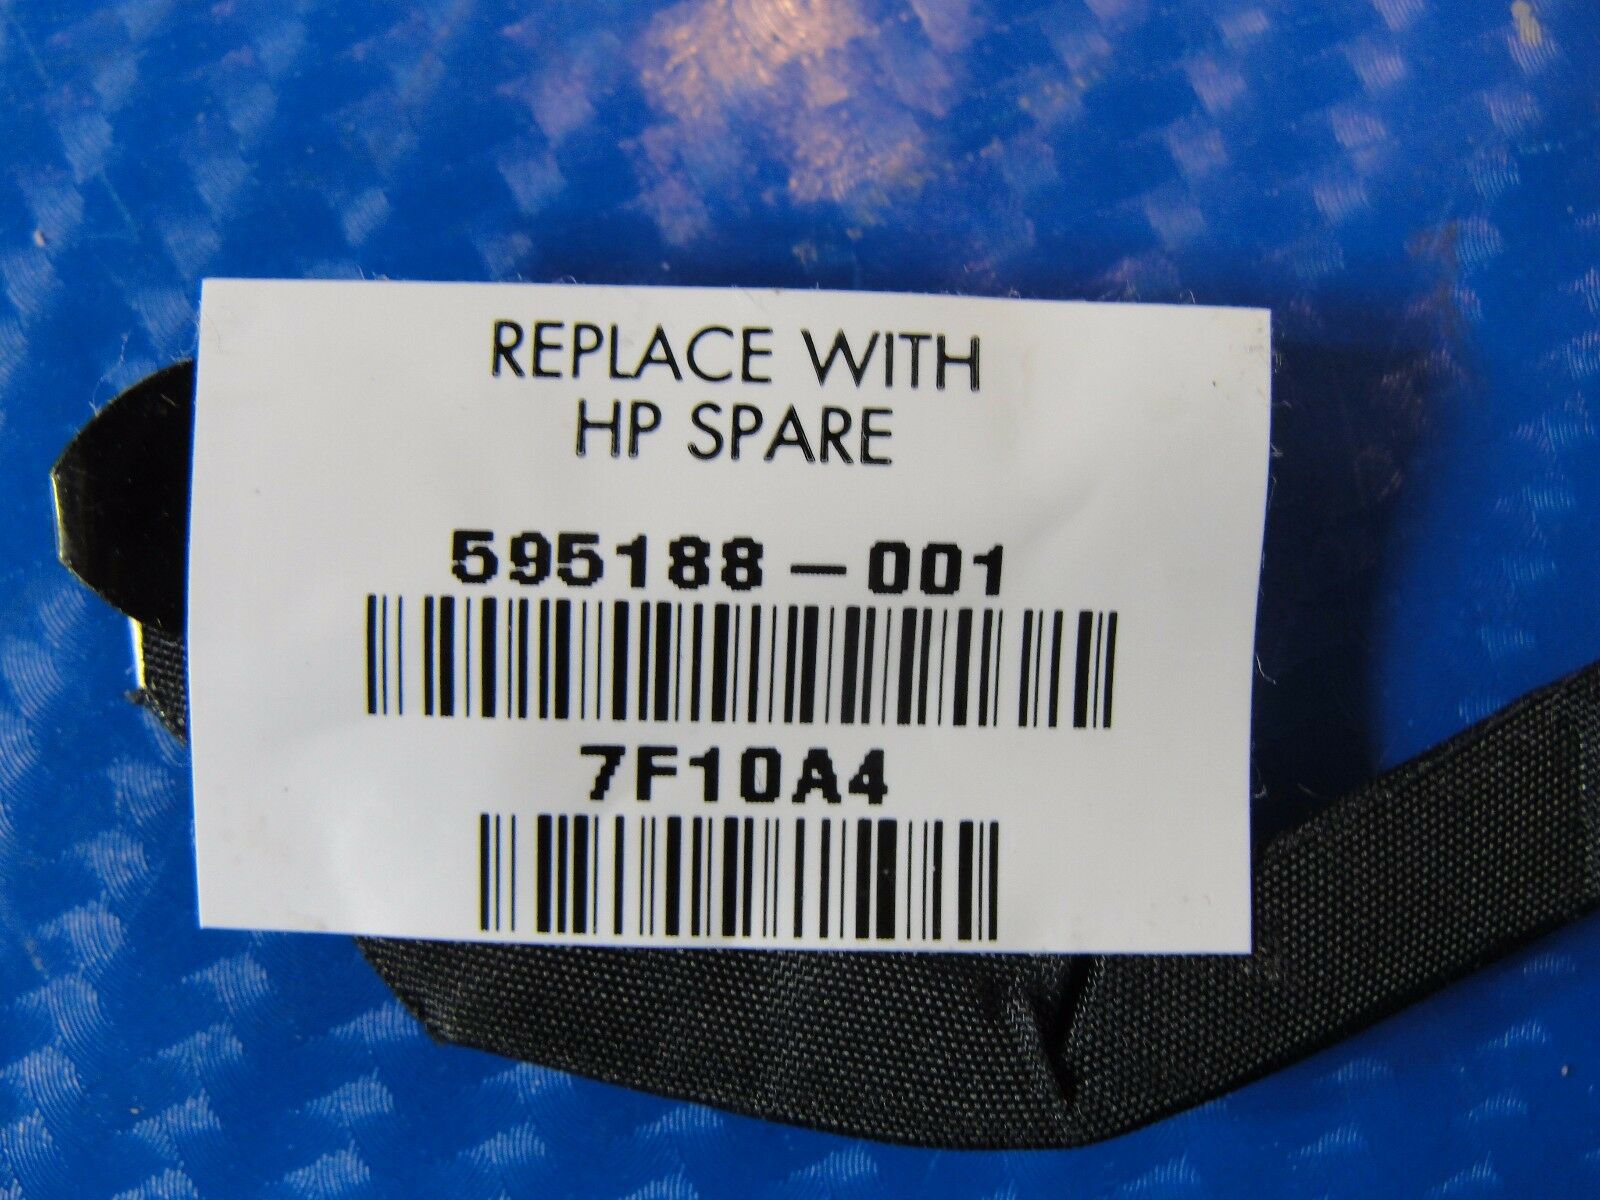 REPLACE WITH
HP SPARE
595188-001
7F10A4